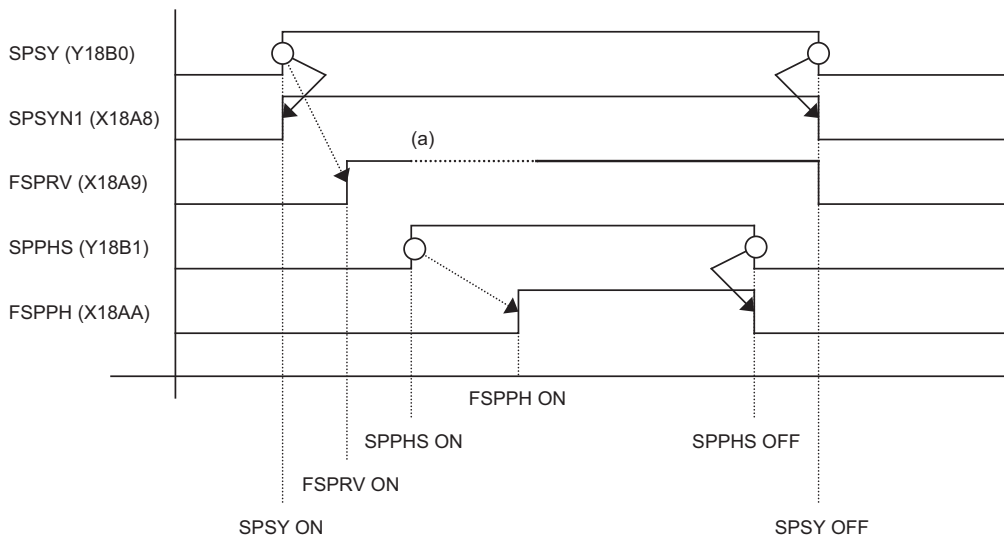 SPSY (Y18B0)
SPSYN1 (X18A8)
(a)
FSPRV (X18A9)
SPPHS (Y18B1)
FSPPH (X18AA)
FSPPH ON
SPPHS ON
SPPHS OFF
FSPRV ON
SPSY ON
SPSY OFF